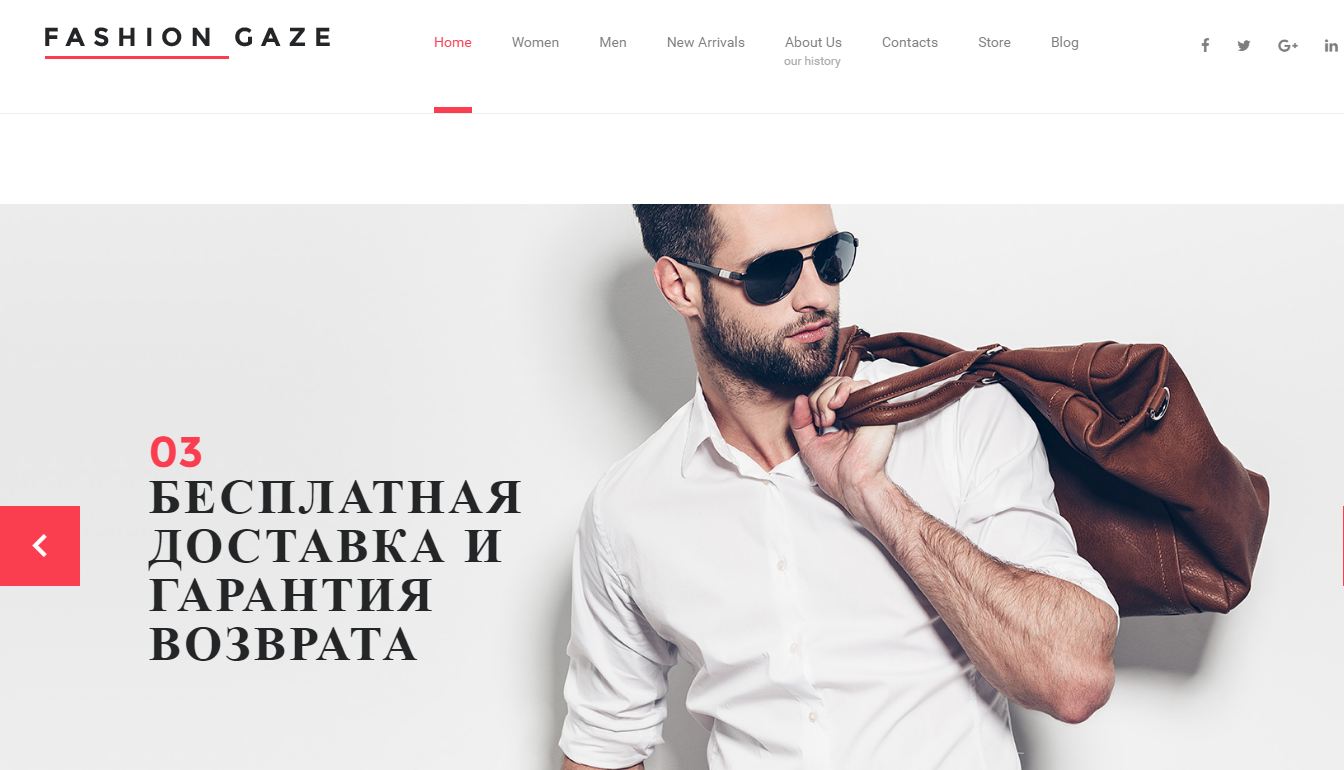 FASHION GAZE
Home Women Men New Arrivals About Us Contacts Store Blog
our history
03
БЕСПЛАТНАЯ
ДОСТАВКА И
ГАРАНТИЯ
ВОЗВРАТА